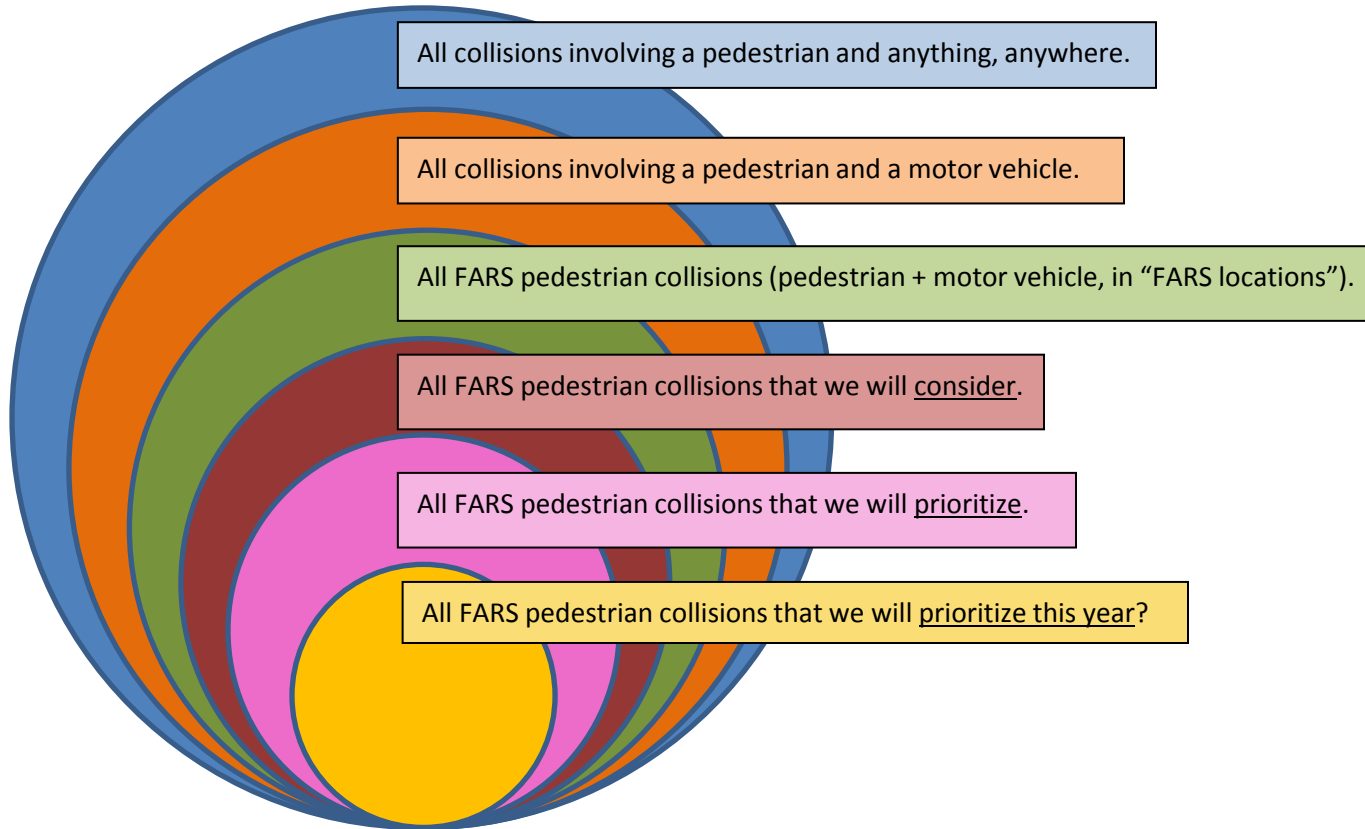 All collisions involving a pedestrian and anything, anywhere.
All collisions involving a pedestrian and a motor vehicle.
All FARS pedestrian collisions (pedestrian + motor vehicle, in “FARS locations”).
All FARS pedestrian collisions that we will consider.
All FARS pedestrian collisions that we will prioritize.
All FARS pedestrian collisions that we will prioritize this year?